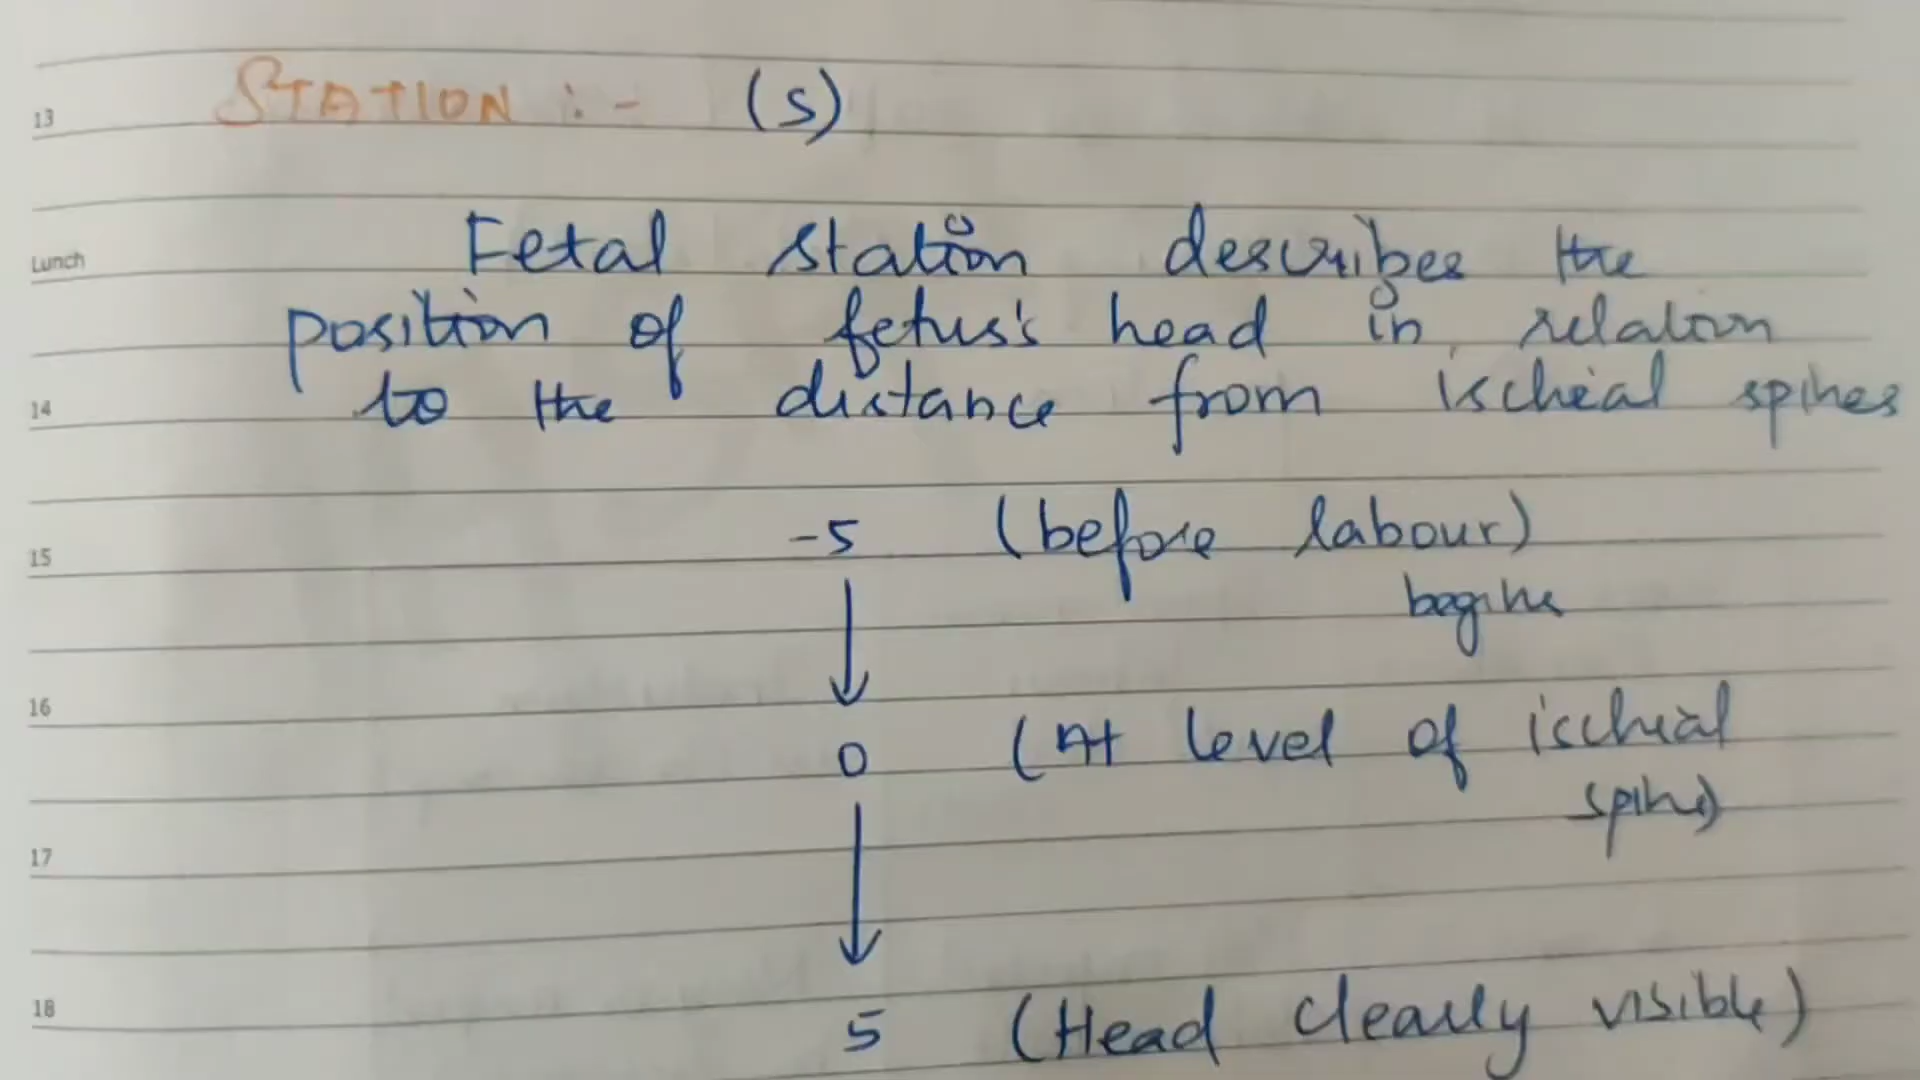 13 STATION :- (S)
Lunch Fetal station describes the
position of fetus's head in relation
14 to the distance from ischeal spines
15 -5 (before labour)
begins
16
0 (At level of ischial
spine)
17
18 5 (Head clearly visible)